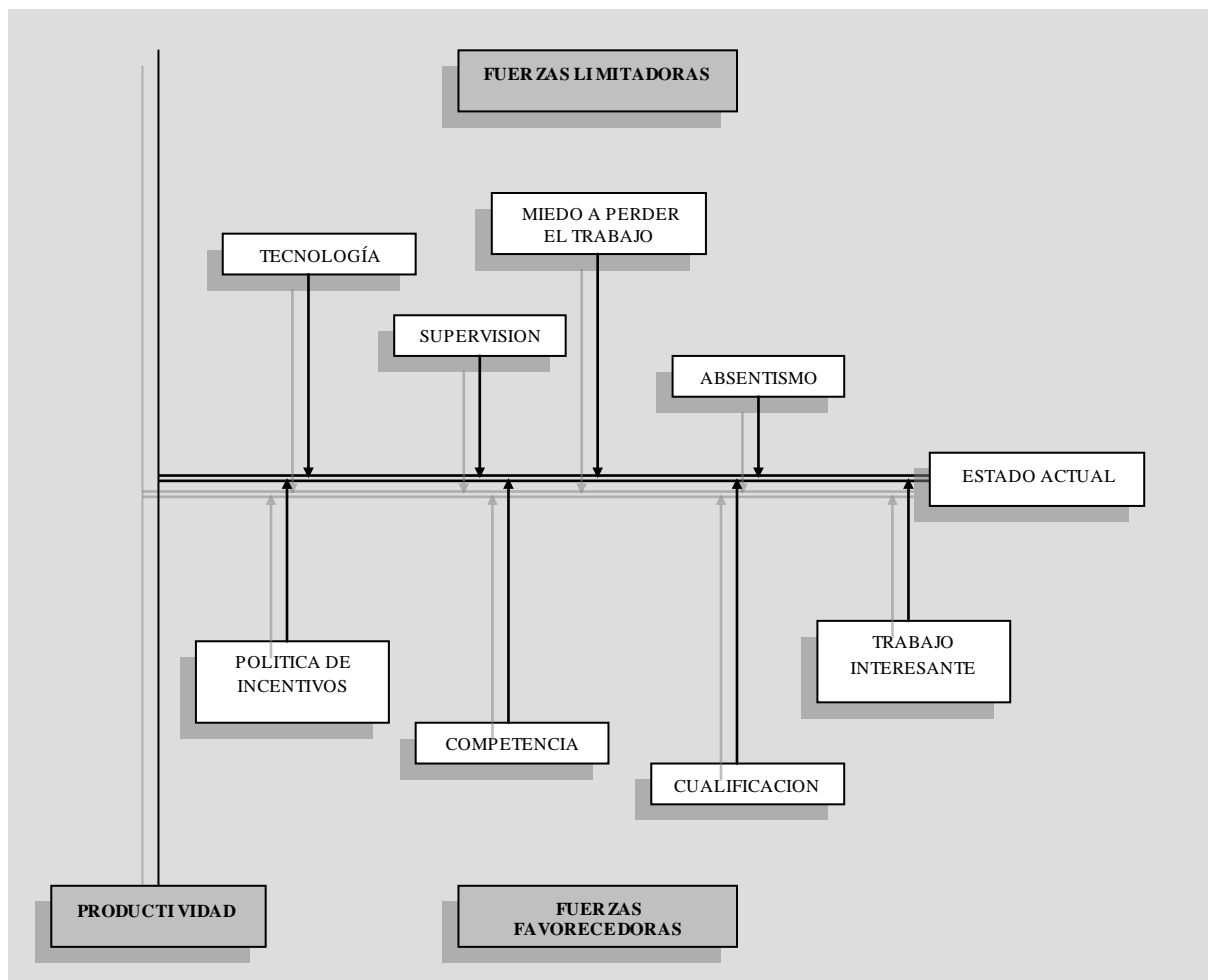 FUERZAS LIMITADORAS
MIEDO A PERDER
EL TRABAJO
TECNOLOGÍA
SUPERVISION
ABSENTISMO
ESTADO ACTUAL
POLITICA DE
INCENTIVOS
TRABAJO
INTERESANTE
COMPETENCIA
CUALIFICACION
PRODUCTIVIDAD
FUERZAS
FAVORECEDORAS